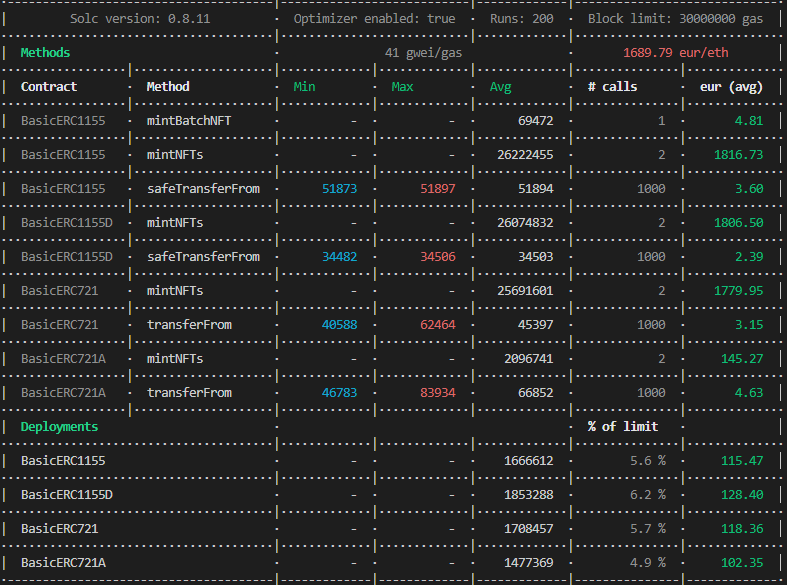 Solc version: 0.8.11 · Optimizer enabled: true · Runs: 200 · Block limit: 30000000 gas
Methods · 41 gwei/gas · 1689.79 eur/eth
Contract · Method · Min · Max · Avg · # calls · eur (avg)
BasicERC1155 · mintBatchNFT · - · - · 69472 · 1 · 4.81
BasicERC1155 · mintNFTs · - · - · 26222455 · 2 · 1816.73
BasicERC1155 · safeTransferFrom · 51873 · 51897 · 51894 · 1000 · 3.60
BasicERC1155D · mintNFTs · - · - · 26074832 · 2 · 1806.50
BasicERC1155D · safeTransferFrom · 34482 · 34506 · 34503 · 1000 · 2.39
BasicERC721 · mintNFTs · - · - · 25691601 · 2 · 1779.95
BasicERC721 · transferFrom · 40588 · 62464 · 45397 · 1000 · 3.15
BasicERC721A · mintNFTs · - · - · 2096741 · 2 · 145.27
BasicERC721A · transferFrom · 46783 · 83934 · 66852 · 1000 · 4.63
Deployments · · % of limit ·
BasicERC1155 · - · - · 1666612 · 5.6 % · 115.47
BasicERC1155D · - · - · 1853288 · 6.2 % · 128.40
BasicERC721 · - · - · 1708457 · 5.7 % · 118.36
BasicERC721A · - · - · 1477369 · 4.9 % · 102.35